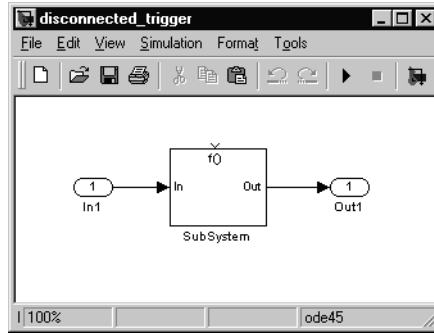 disconnected_trigger
File Edit View Simulation Format Tools
f()
1 In Out 1
In1 Out1
SubSystem
100% ode45